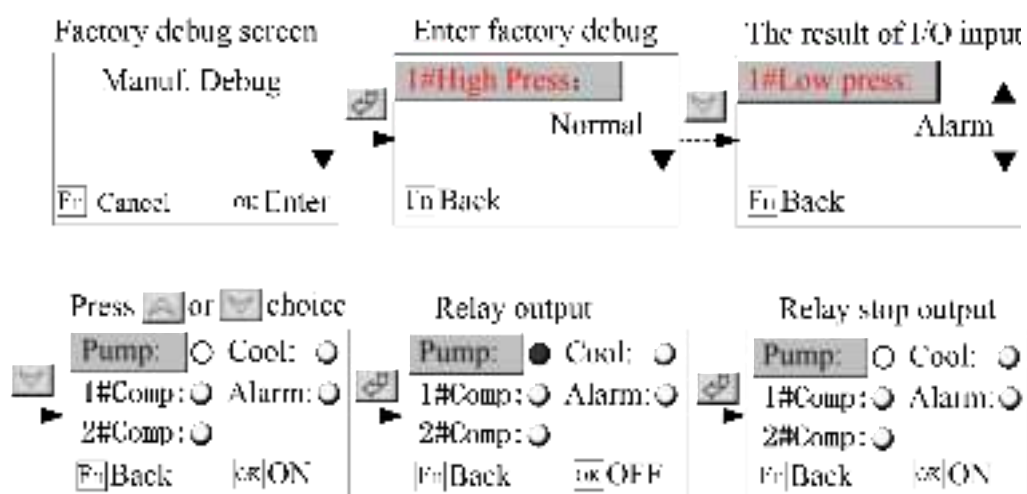 Factory debug screen
Manuf. Debug
Fn Cancel OK Enter
Enter factory debug
1#High Press:
Normal
Fn Back
The result of I/O input
1#Low press:
Alarm
Fn Back
Press or choice
Pump: Cool:
1#Comp: Alarm:
2#Comp:
Fn Back OK ON
Relay output
Pump: Cool:
1#Comp: Alarm:
2#Comp:
Fn Back OK OFF
Relay stop output
Pump: Cool:
1#Comp: Alarm:
2#Comp:
Fn Back OK ON